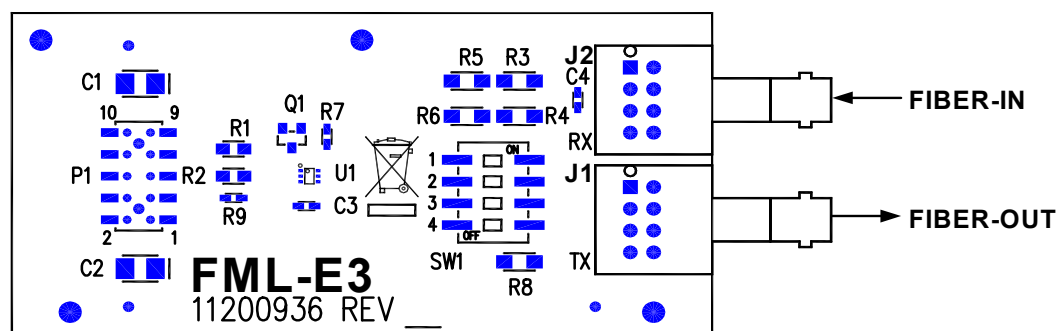 R5 R3 J2
C1 C4
FIBER-IN
10 9 Q1 R7 R6 R4
R1 RX
ON
P1 R2 U1 1 J1
2
R9 C3 3
FIBER-OUT
2 1 4
OFF
C2 FML-E3 SW1 TX
R8
11200936 REV __